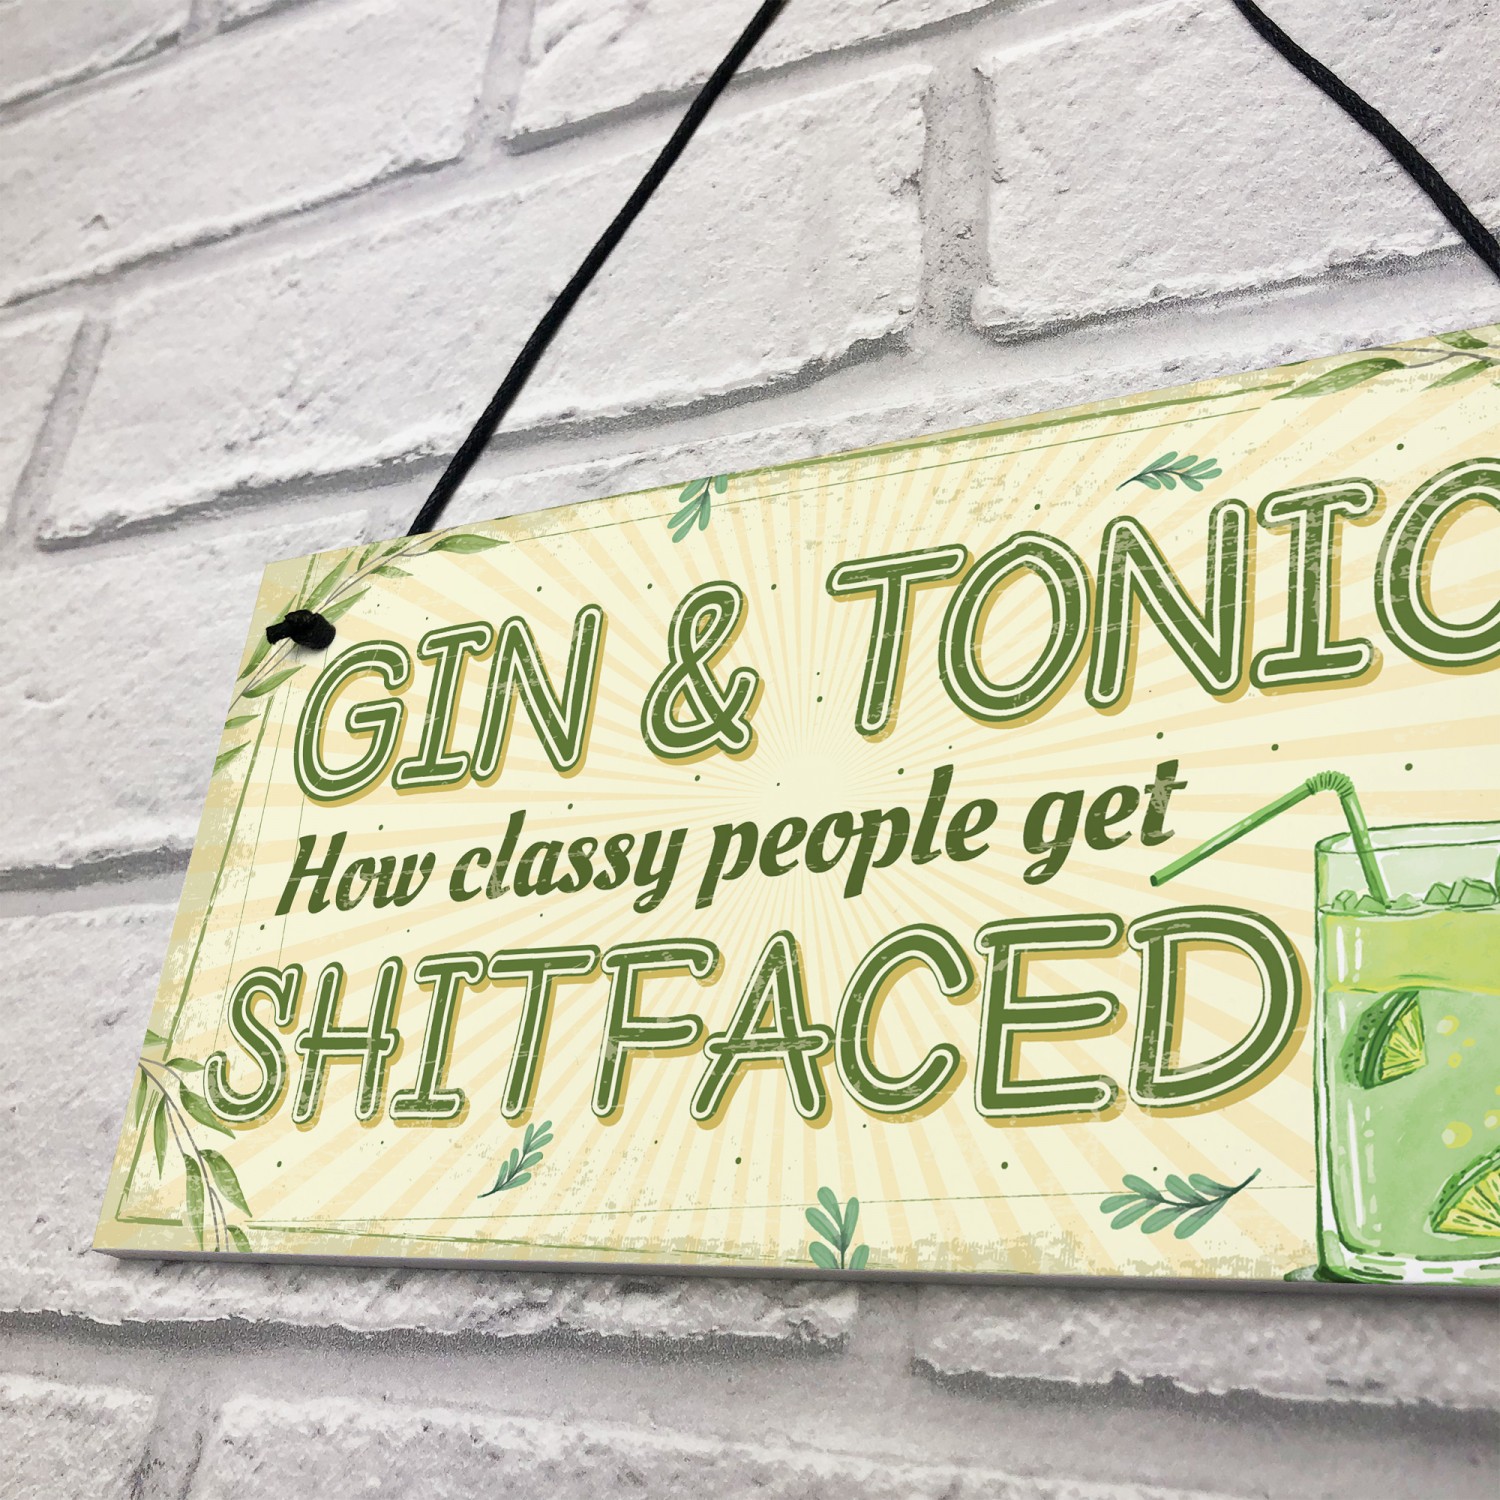 GIN & TONIC
How classy people get
SHITFACED